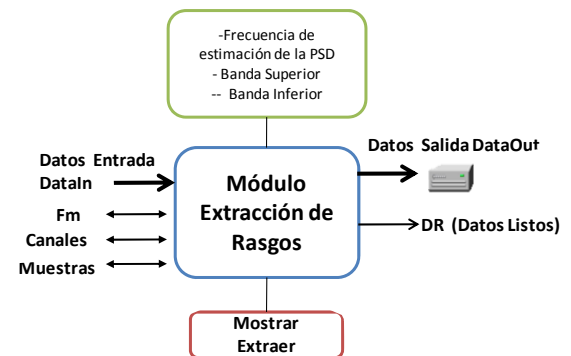 -Frecuencia de
estimación de la PSD
- Banda Superior
-- Banda Inferior
Datos Entrada
DataIn
Fm
Canales
Muestras
Módulo
Extracción de
Rasgos
Datos Salida DataOut
DR (Datos Listos)
Mostrar
Extraer